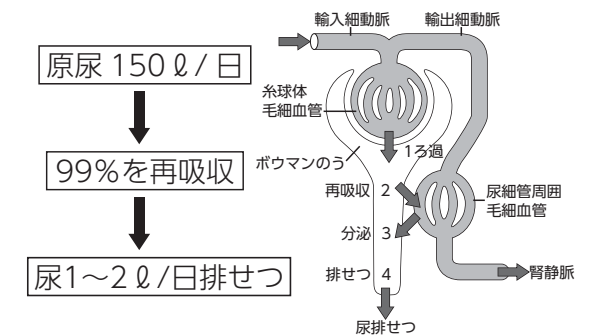 原尿 150ℓ/日
99%を再吸収
尿1〜2ℓ/日排せつ
輸入細動脈
輸出細動脈
糸球体
毛細血管
ボウマンのう
1ろ過
再吸収 2
分泌 3
排せつ 4
尿細管周囲
毛細血管
腎静脈
尿排せつ